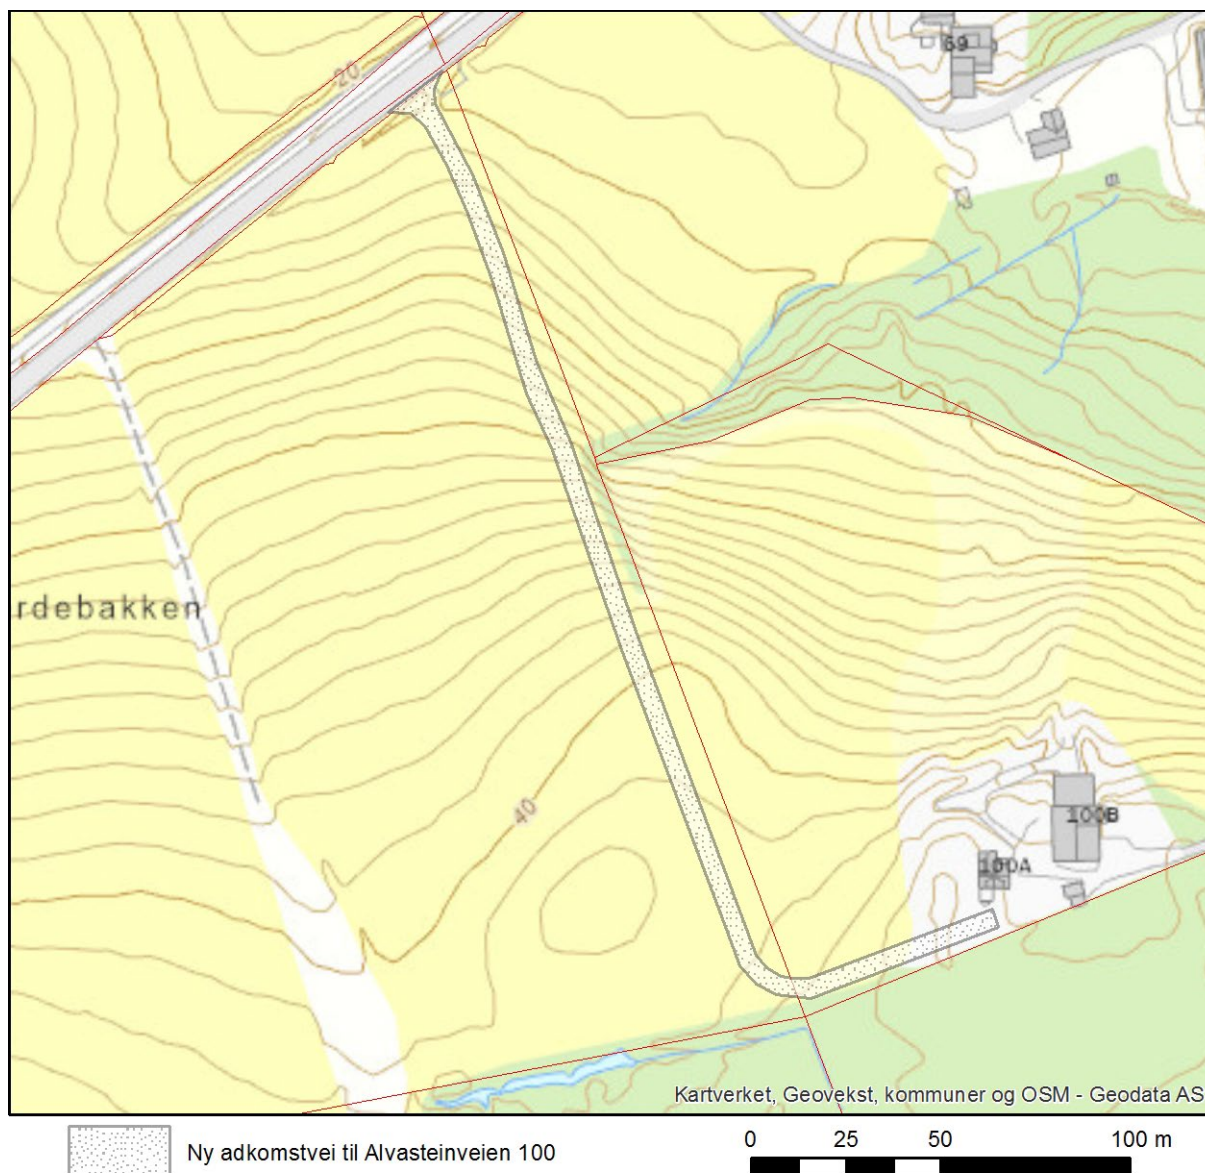 20
69
rdebakken
40
100B
100A
Kartverket, Geovekst, kommuner og OSM - Geodata AS
Ny adkomstvei til Alvasteinveien 100
0 25 50 100 m